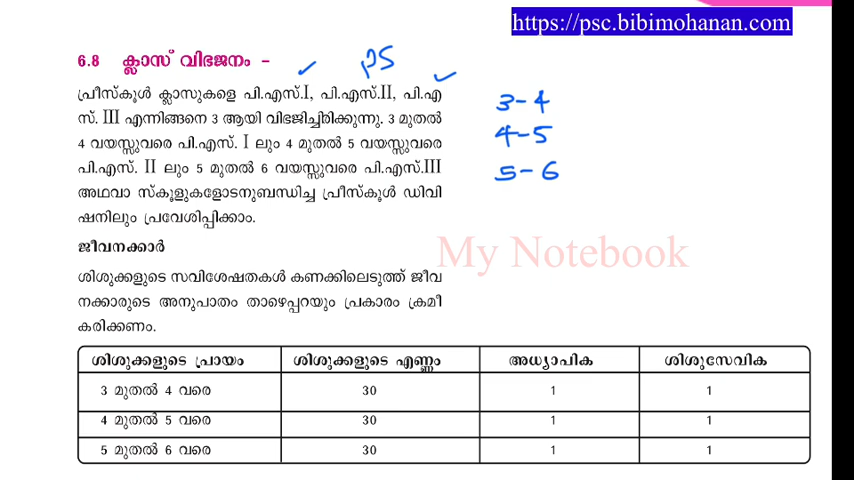 https://psc.bibimohanan.com
6.8 ക്ലാസ് വിഭജനം -
PS
പ്രീസ്കൂൾ ക്ലാസുകളെ പി.എസ്.I, പി.എസ്.II, പി.എ
സ്. III എന്നിങ്ങനെ 3 ആയി വിഭജിച്ചിരിക്കുന്നു. 3 മുതൽ
4 വയസ്സുവരെ പി.എസ്. I ലും 4 മുതൽ 5 വയസ്സുവരെ
പി.എസ്. II ലും 5 മുതൽ 6 വയസ്സുവരെ പി.എസ്.III
അഥവാ സ്കൂളുകളോടനുബന്ധിച്ച പ്രീസ്കൂൾ ഡിവി
ഷനിലും പ്രവേശിപ്പിക്കാം.
3-4
4-5
5-6
ജീവനക്കാർ
My Notebook
ശിശുക്കളുടെ സവിശേഷതകൾ കണക്കിലെടുത്ത് ജീവ
നക്കാരുടെ അനുപാതം താഴെപ്പറയും പ്രകാരം ക്രമീ
കരിക്കണം.
ശിശുക്കളുടെ പ്രായം ശിശുക്കളുടെ എണ്ണം അധ്യാപിക ശിശുസേവിക
3 മുതൽ 4 വരെ 30 1 1
4 മുതൽ 5 വരെ 30 1 1
5 മുതൽ 6 വരെ 30 1 1